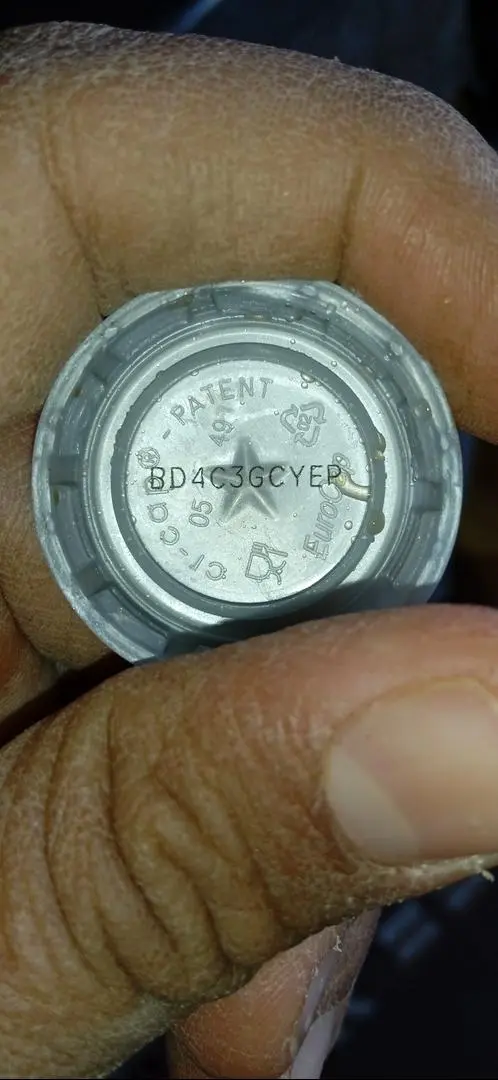 - PATENT
49
BD4C3GCYEP
05
EuroCap